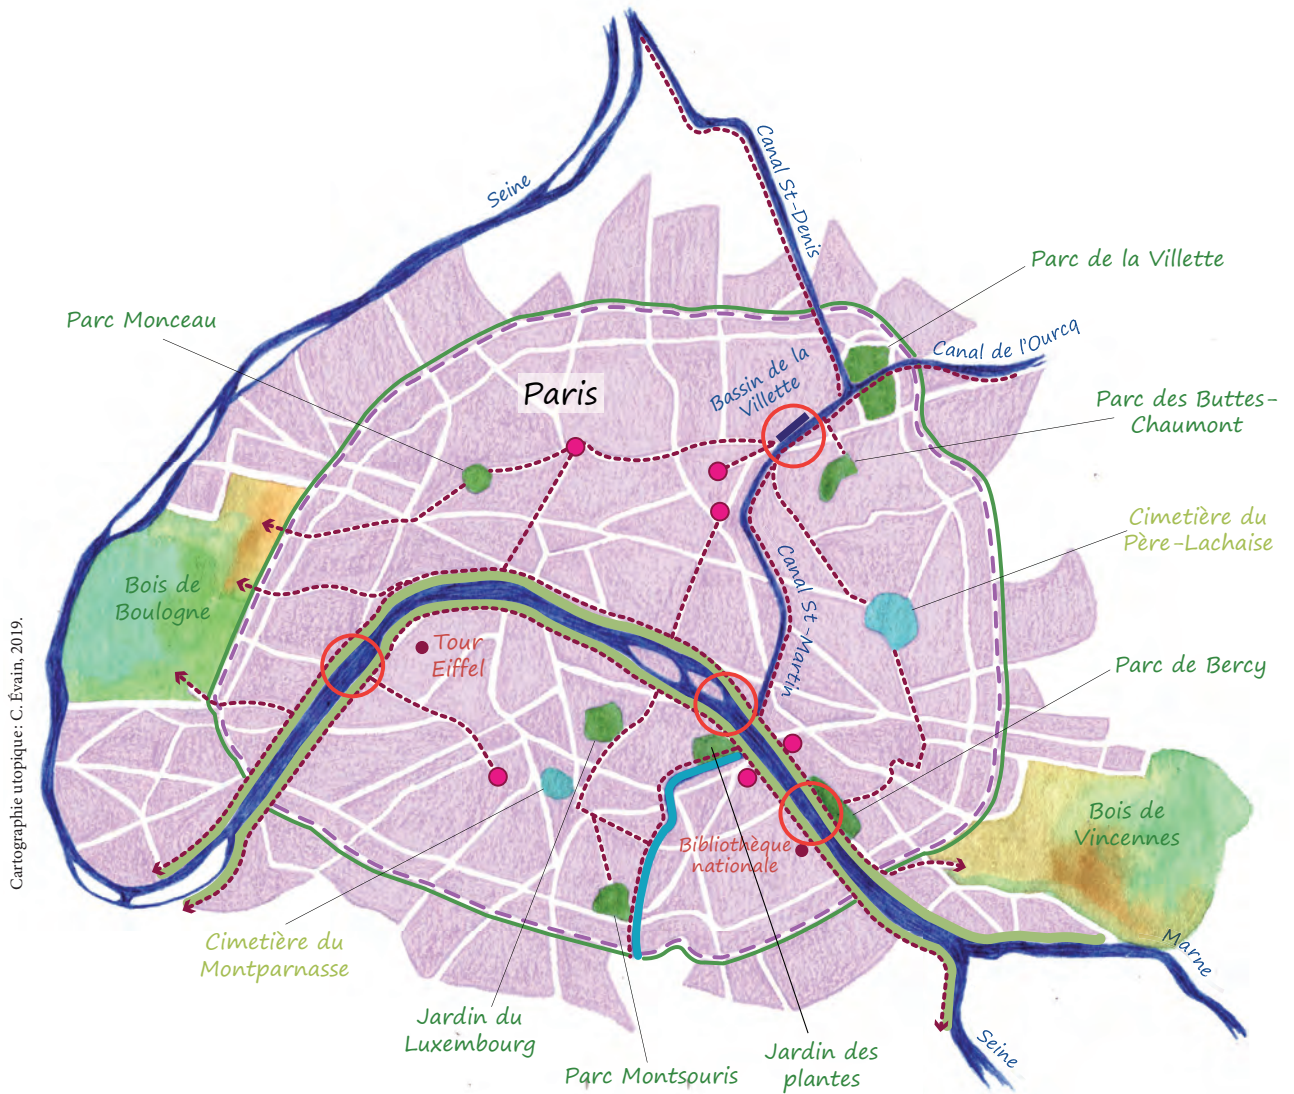 Seine
Canal St-Denis
Parc de la Villette
Parc Monceau
Canal de l'Ourcq
Bassin de la
Villette
Paris
Parc des Buttes-
Chaumont
Cimetière du
Père-Lachaise
Bois de
Boulogne
Canal St-Martin
Tour
Eiffel
Parc de Bercy
Cartographie utopique : C. Évain, 2019.
Bois de
Vincennes
Bibliothèque
nationale
Cimetière du
Montparnasse
Marne
Jardin du
Luxembourg
Seine
Jardin des
plantes
Parc Montsouris